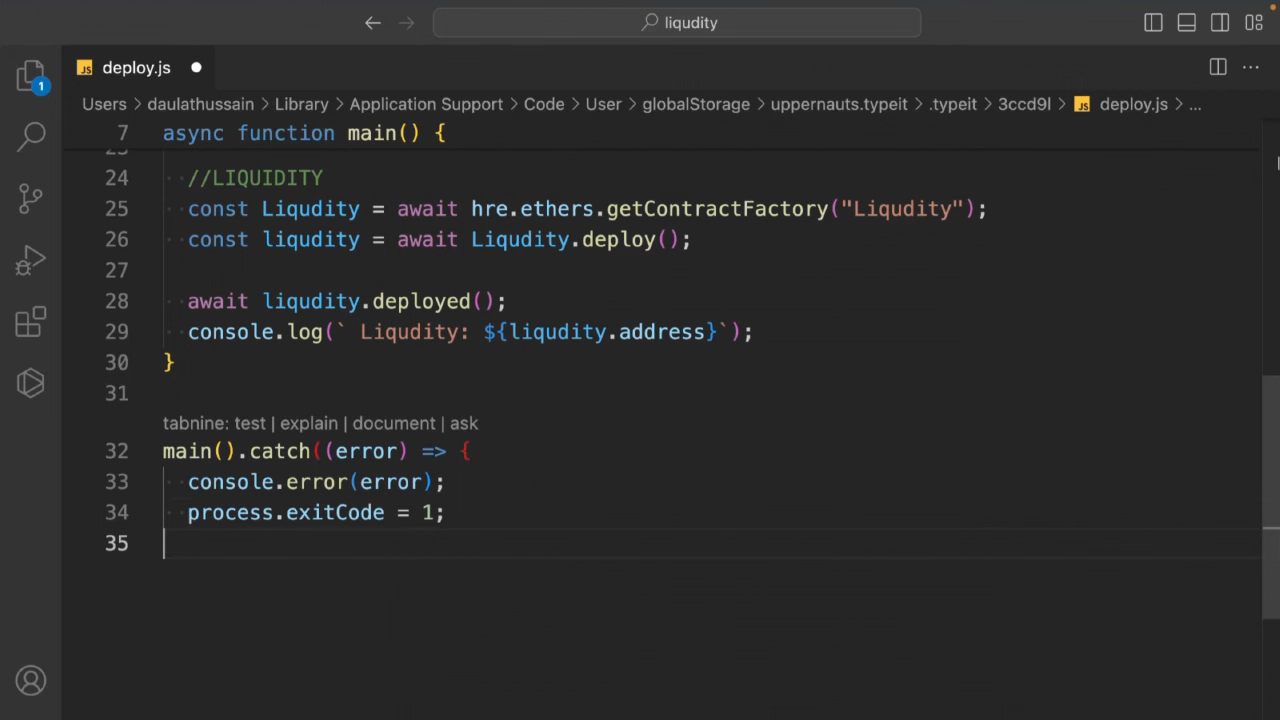 liqudity
JS deploy.js
1
Users > daulathussain > Library > Application Support > Code > User > globalStorage > uppernauts.typeit > .typeit > 3ccd9l > JS deploy.js > ...
7 async function main() {
24 //LIQUIDITY
25 const Liqudity = await hre.ethers.getContractFactory("Liqudity");
26 const liqudity = await Liqudity.deploy();
27
28 await liqudity.deployed();
29 console.log(` Liqudity: ${liqudity.address}`);
30 }
31
tabnine: test | explain | document | ask
32 main().catch((error) => {
33 console.error(error);
34 process.exitCode = 1;
35